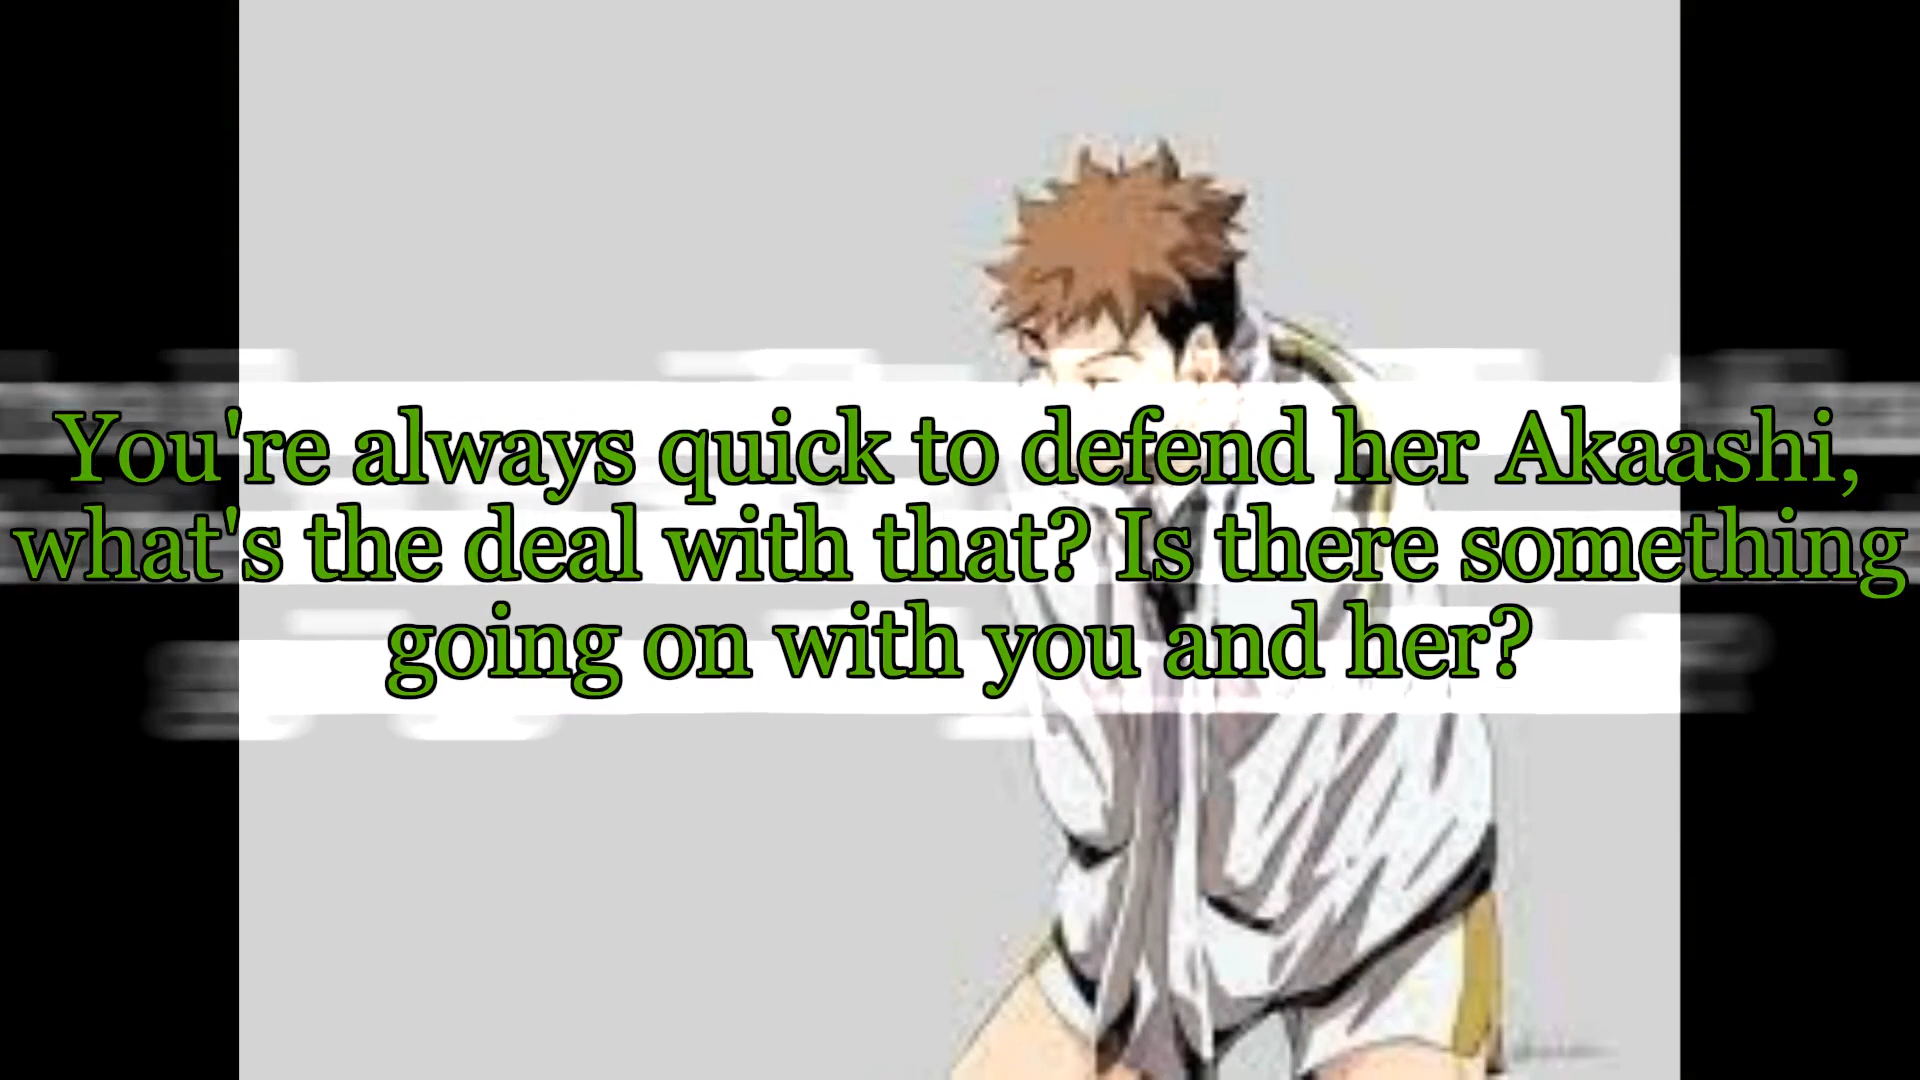 You're always quick to defend her Akaashi,
what's the deal with that? Is there something
going on with you and her?